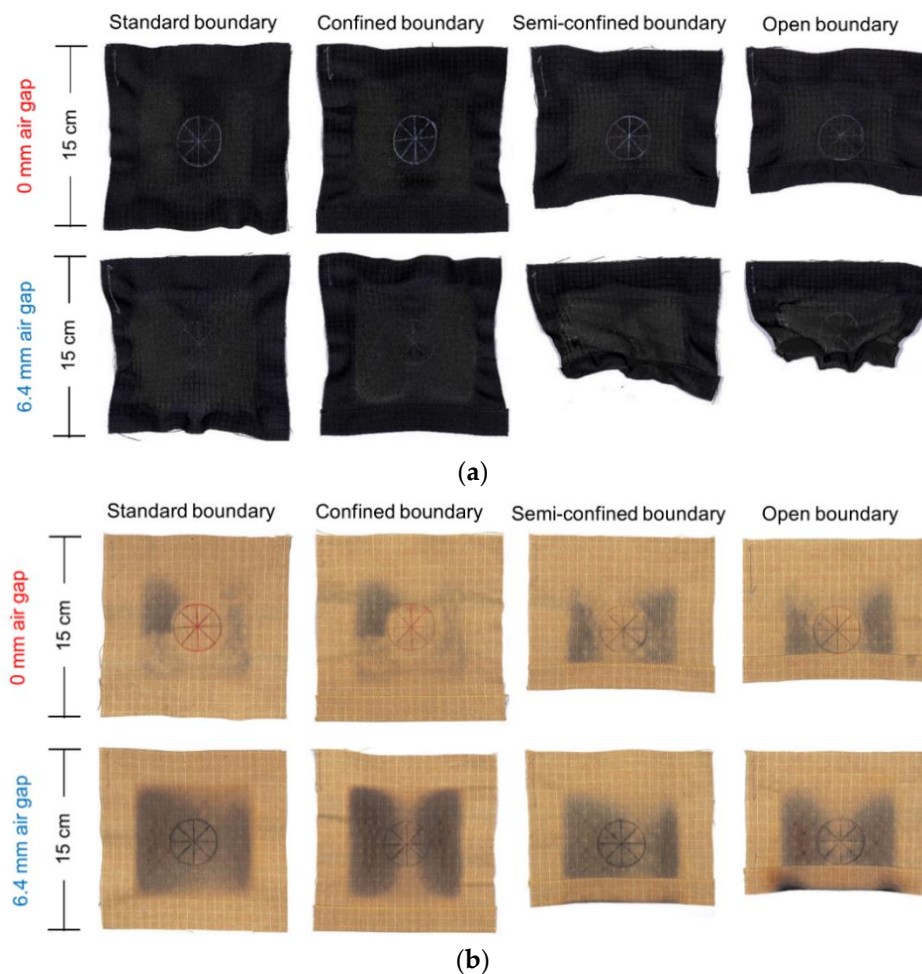 Standard boundary Confined boundary Semi-confined boundary Open boundary
0 mm air gap
15 cm
6.4 mm air gap
15 cm
(a)
Standard boundary Confined boundary Semi-confined boundary Open boundary
0 mm air gap
15 cm
6.4 mm air gap
15 cm
(b)